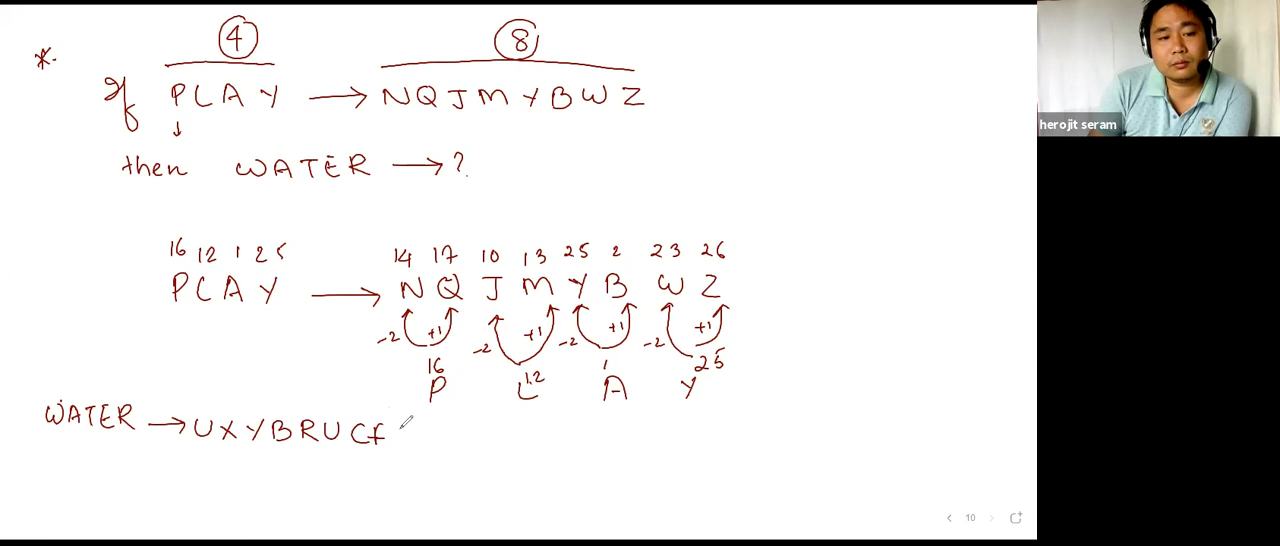 ④ ⑧
*. If PLAY → NQJMYBWZ
then WATER → ?
16 12 1 25 14 17 10 13 25 2 23 26
PLAY → N Q J M Y B W Z
-2 +1 -2 +1 -2 +1 -2 +1
16 12 1 25
P L A Y
WATER → UXYBRUCF
herojit seram
10